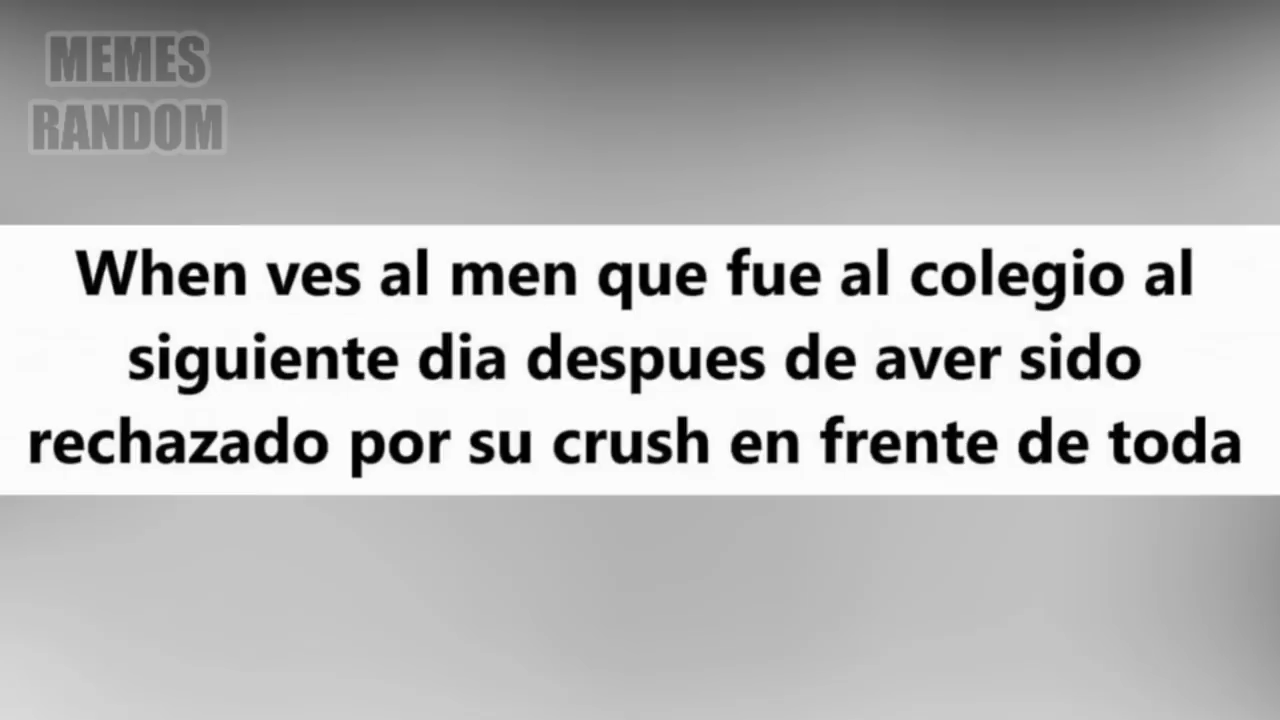 MEMES
RANDOM
When ves al men que fue al colegio al
siguiente dia despues de aver sido
rechazado por su crush en frente de toda